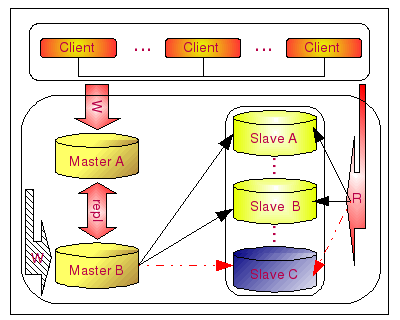 Client ... Client ... Client
W
Master A
Slave A
repl
Slave B
R
W
Master B
Slave C